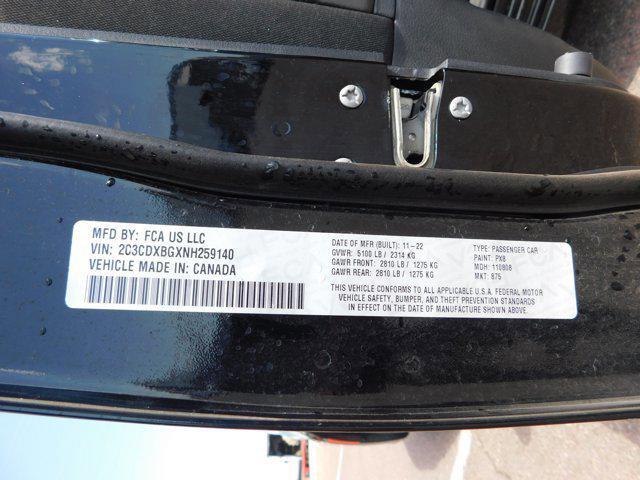 MFD BY: FCA US LLC
VIN: 2C3CDXBGXNH259140
VEHICLE MADE IN: CANADA
DATE OF MFR (BUILT): 11-22
GVWR: 5100 LB / 2314 KG
GAWR FRONT: 2810 LB / 1275 KG
GAWR REAR: 2810 LB / 1275 KG
TYPE: PASSENGER CAR
PAINT: PX8
MDH: 110808
MKT: 875
THIS VEHICLE CONFORMS TO ALL APPLICABLE U.S.A. FEDERAL MOTOR
VEHICLE SAFETY, BUMPER, AND THEFT PREVENTION STANDARDS
IN EFFECT ON THE DATE OF MANUFACTURE SHOWN ABOVE.